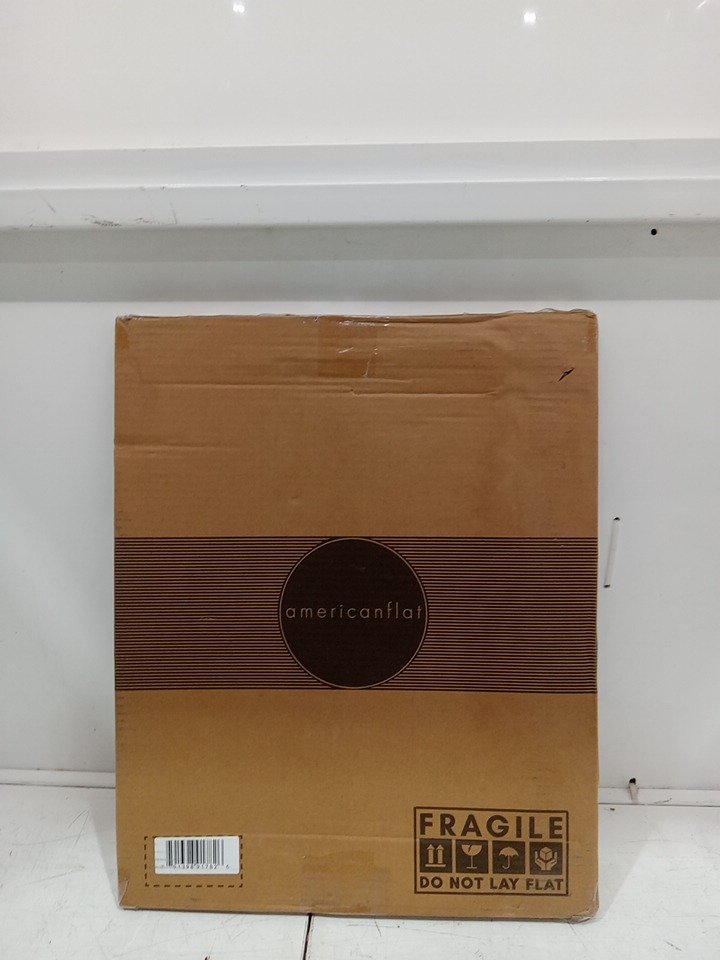 americanflat
FRAGILE
DO NOT LAY FLAT